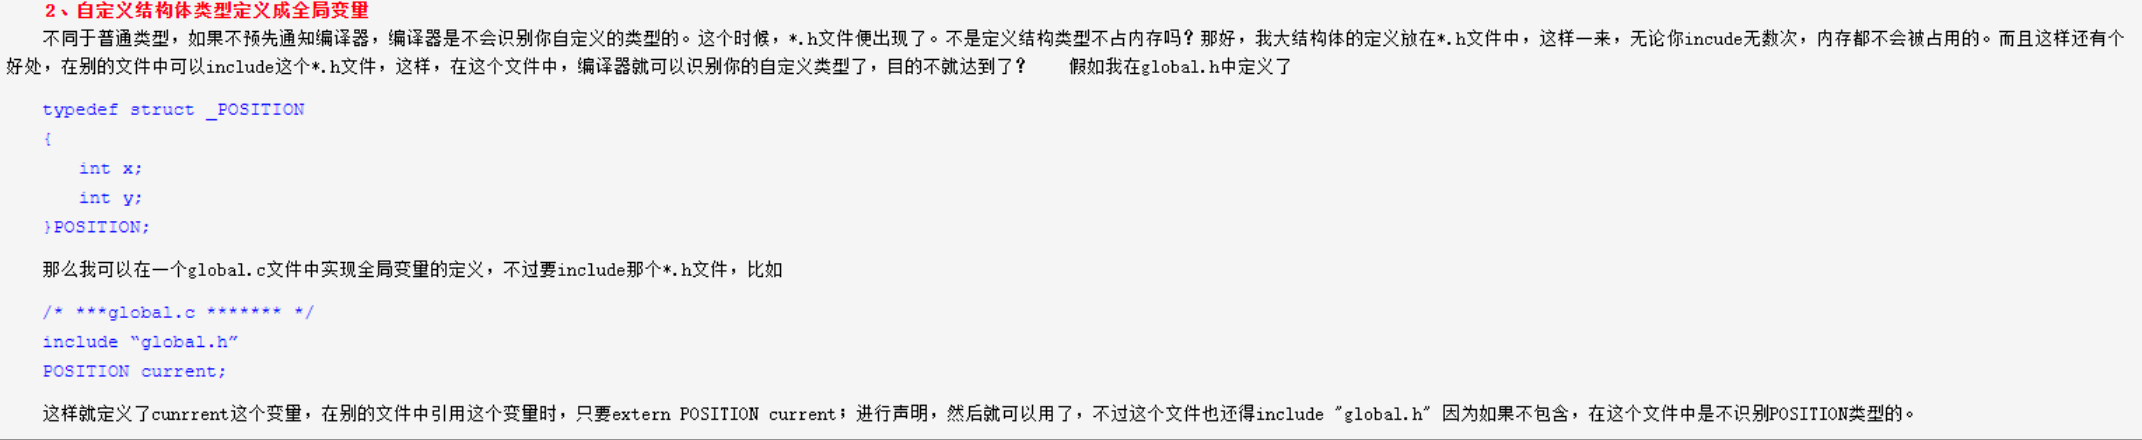 2、自定义结构体类型定义成全局变量
不同于普通类型，如果不预先通知编译器，编译器是不会识别你自定义的类型的。这个时候，*.h文件便出现了。不是定义结构类型不占内存吗？那好，我大结构体的定义放在*.h文件中，这样一来，无论你incude无数次，内存都不会被占用的。而且这样还有个
好处，在别的文件中可以include这个*.h文件，这样，在这个文件中，编译器就可以识别你的自定义类型了，目的不就达到了？　　假如我在global.h中定义了
typedef struct _POSITION
{
int x;
int y;
}POSITION;
那么我可以在一个global.c文件中实现全局变量的定义，不过要include那个*.h文件，比如
/* ***global.c ******* */
include “global.h”
POSITION current;
这样就定义了cunrrent这个变量，在别的文件中引用这个变量时，只要extern POSITION current；进行声明，然后就可以用了，不过这个文件也还得include "global.h" 因为如果不包含，在这个文件中是不识别POSITION类型的。